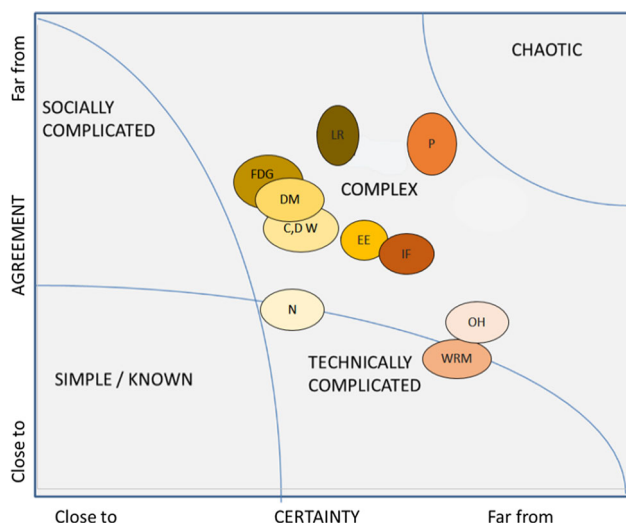 Far from
AGREEMENT
Close to
CHAOTIC
SOCIALLY
COMPLICATED
LR
P
FDG
DM
COMPLEX
C,D W
EE
IF
N
OH
WRM
TECHNICALLY
COMPLICATED
SIMPLE / KNOWN
Close to
CERTAINTY
Far from